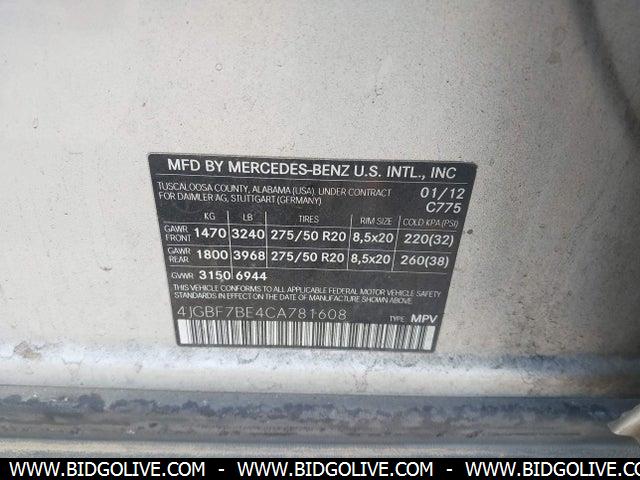 MFD BY MERCEDES-BENZ U.S. INTL., INC
TUSCALOOSA COUNTY, ALABAMA (USA). UNDER CONTRACT
FOR DAIMLER AG, STUTTGART (GERMANY)
01/12
C775
KG LB TIRES RIM SIZE COLD KPA (PSI)
GAWR FRONT 1470 3240 275/50 R20 8,5x20 220(32)
GAWR REAR 1800 3968 275/50 R20 8,5x20 260(38)
GVWR 3150 6944
THIS VEHICLE CONFORMS TO ALL APPLICABLE FEDERAL MOTOR VEHICLE SAFETY
STANDARDS IN EFFECT ON THE DATE OF MANUFACTURE SHOWN ABOVE.
4JGBF7BE4CA781608
TYPE: MPV
WWW.BIDGOLIVE.COM - WWW.BIDGOLIVE.COM - WWW.BIDGOLIVE.COM